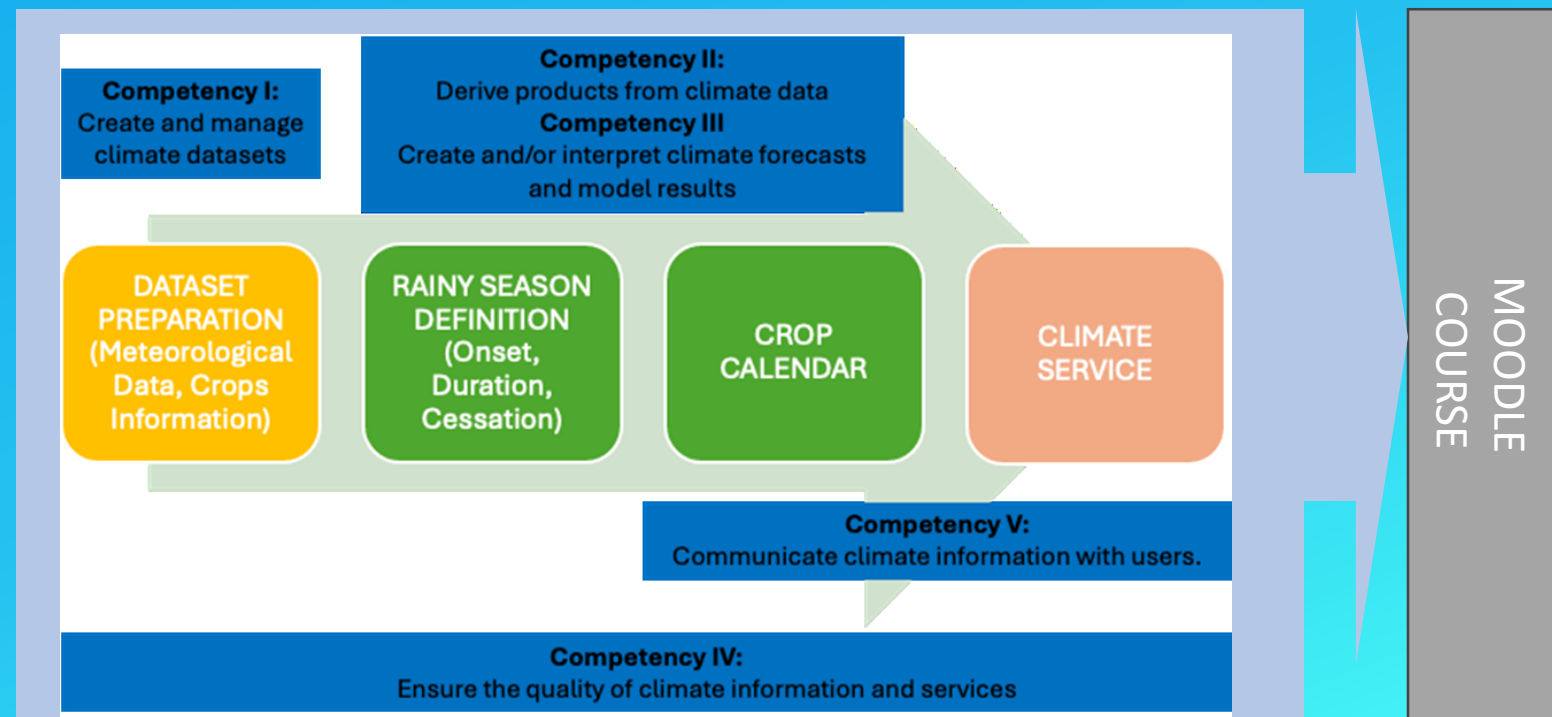 Competency I:
Create and manage
climate datasets
Competency II:
Derive products from climate data
Competency III
Create and/or interpret climate forecasts
and model results
DATASET
PREPARATION
(Meteorological
Data, Crops
Information)
RAINY SEASON
DEFINITION
(Onset,
Duration,
Cessation)
CROP
CALENDAR
CLIMATE
SERVICE
Competency V:
Communicate climate information with users.
Competency IV:
Ensure the quality of climate information and services
MOODLE
COURSE